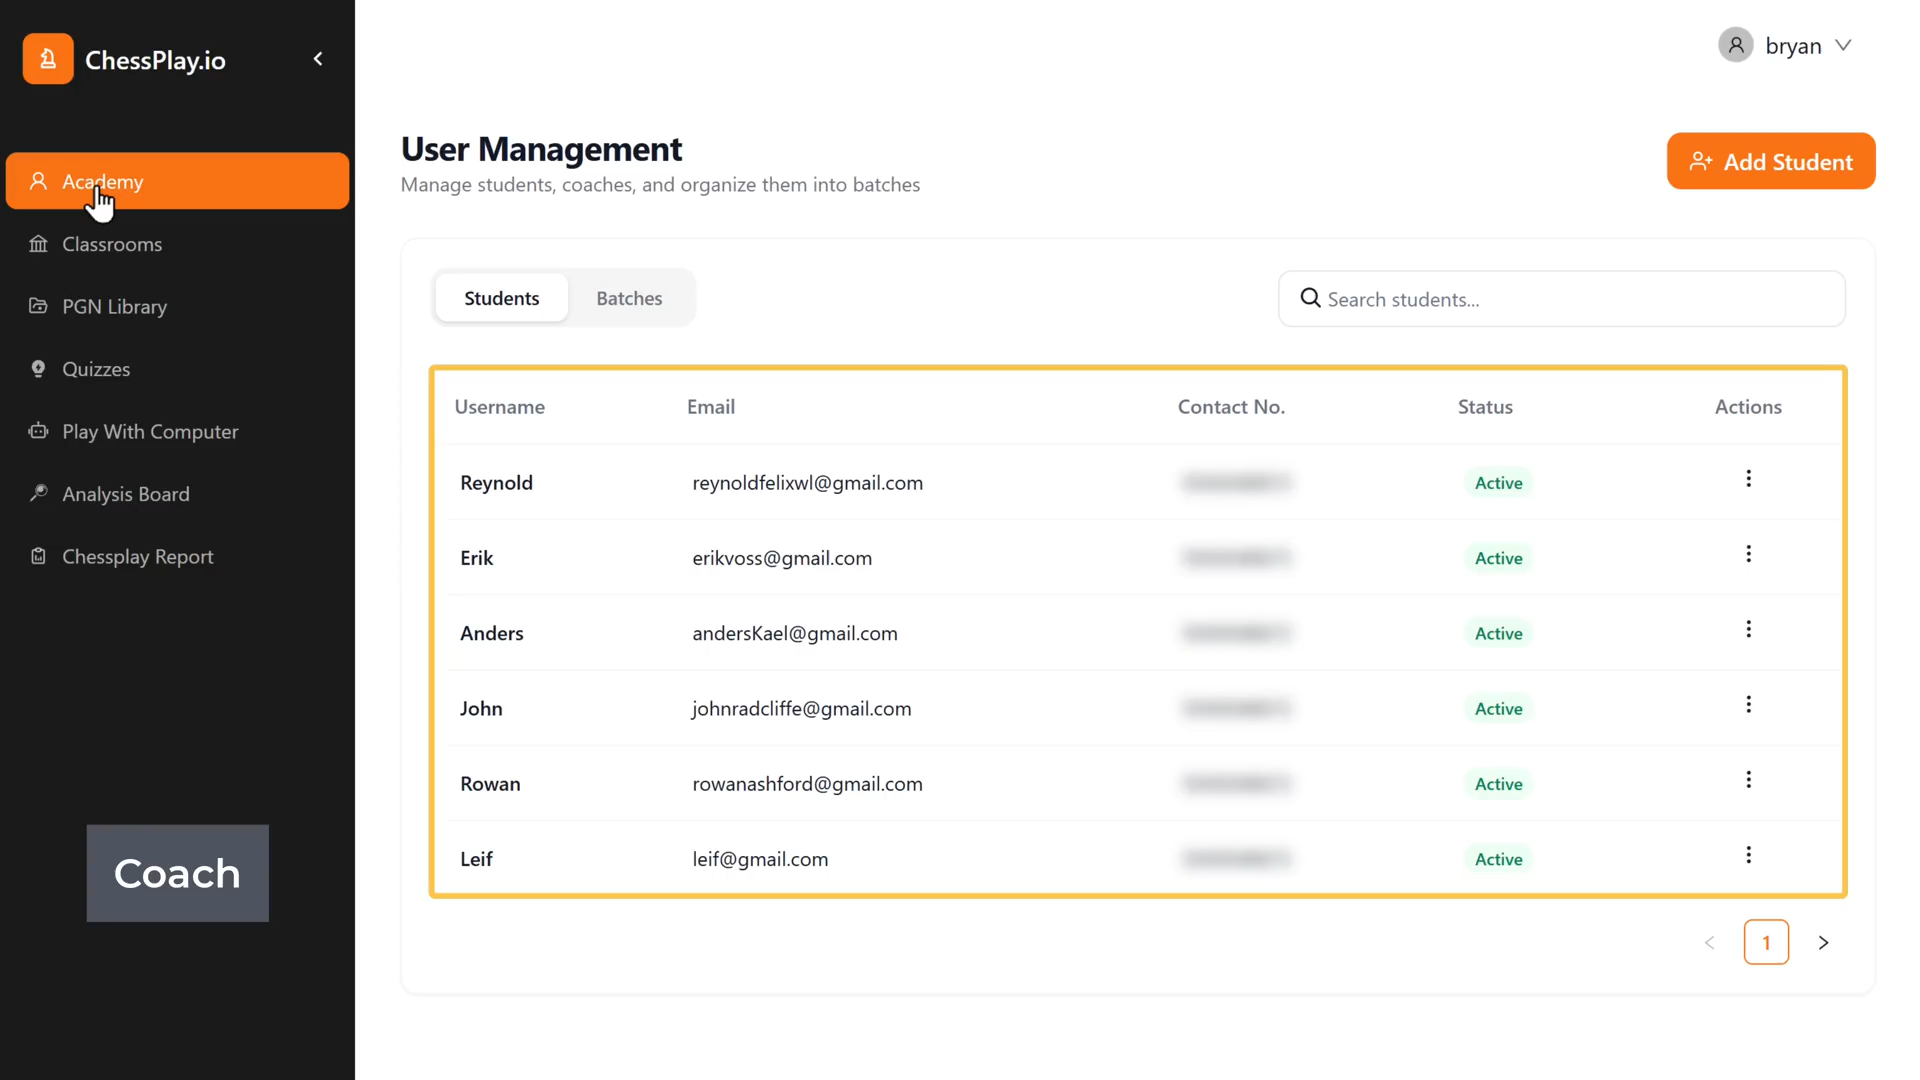 ChessPlay.io
bryan
Academy
Classrooms
PGN Library
Quizzes
Play With Computer
Analysis Board
Chessplay Report
Coach
User Management
Manage students, coaches, and organize them into batches
Add Student
Students Batches
Search students...
Username Email Contact No. Status Actions
Reynold reynoldfelixwl@gmail.com Active
Erik erikvoss@gmail.com Active
Anders andersKael@gmail.com Active
John johnradcliffe@gmail.com Active
Rowan rowanashford@gmail.com Active
Leif leif@gmail.com Active
1